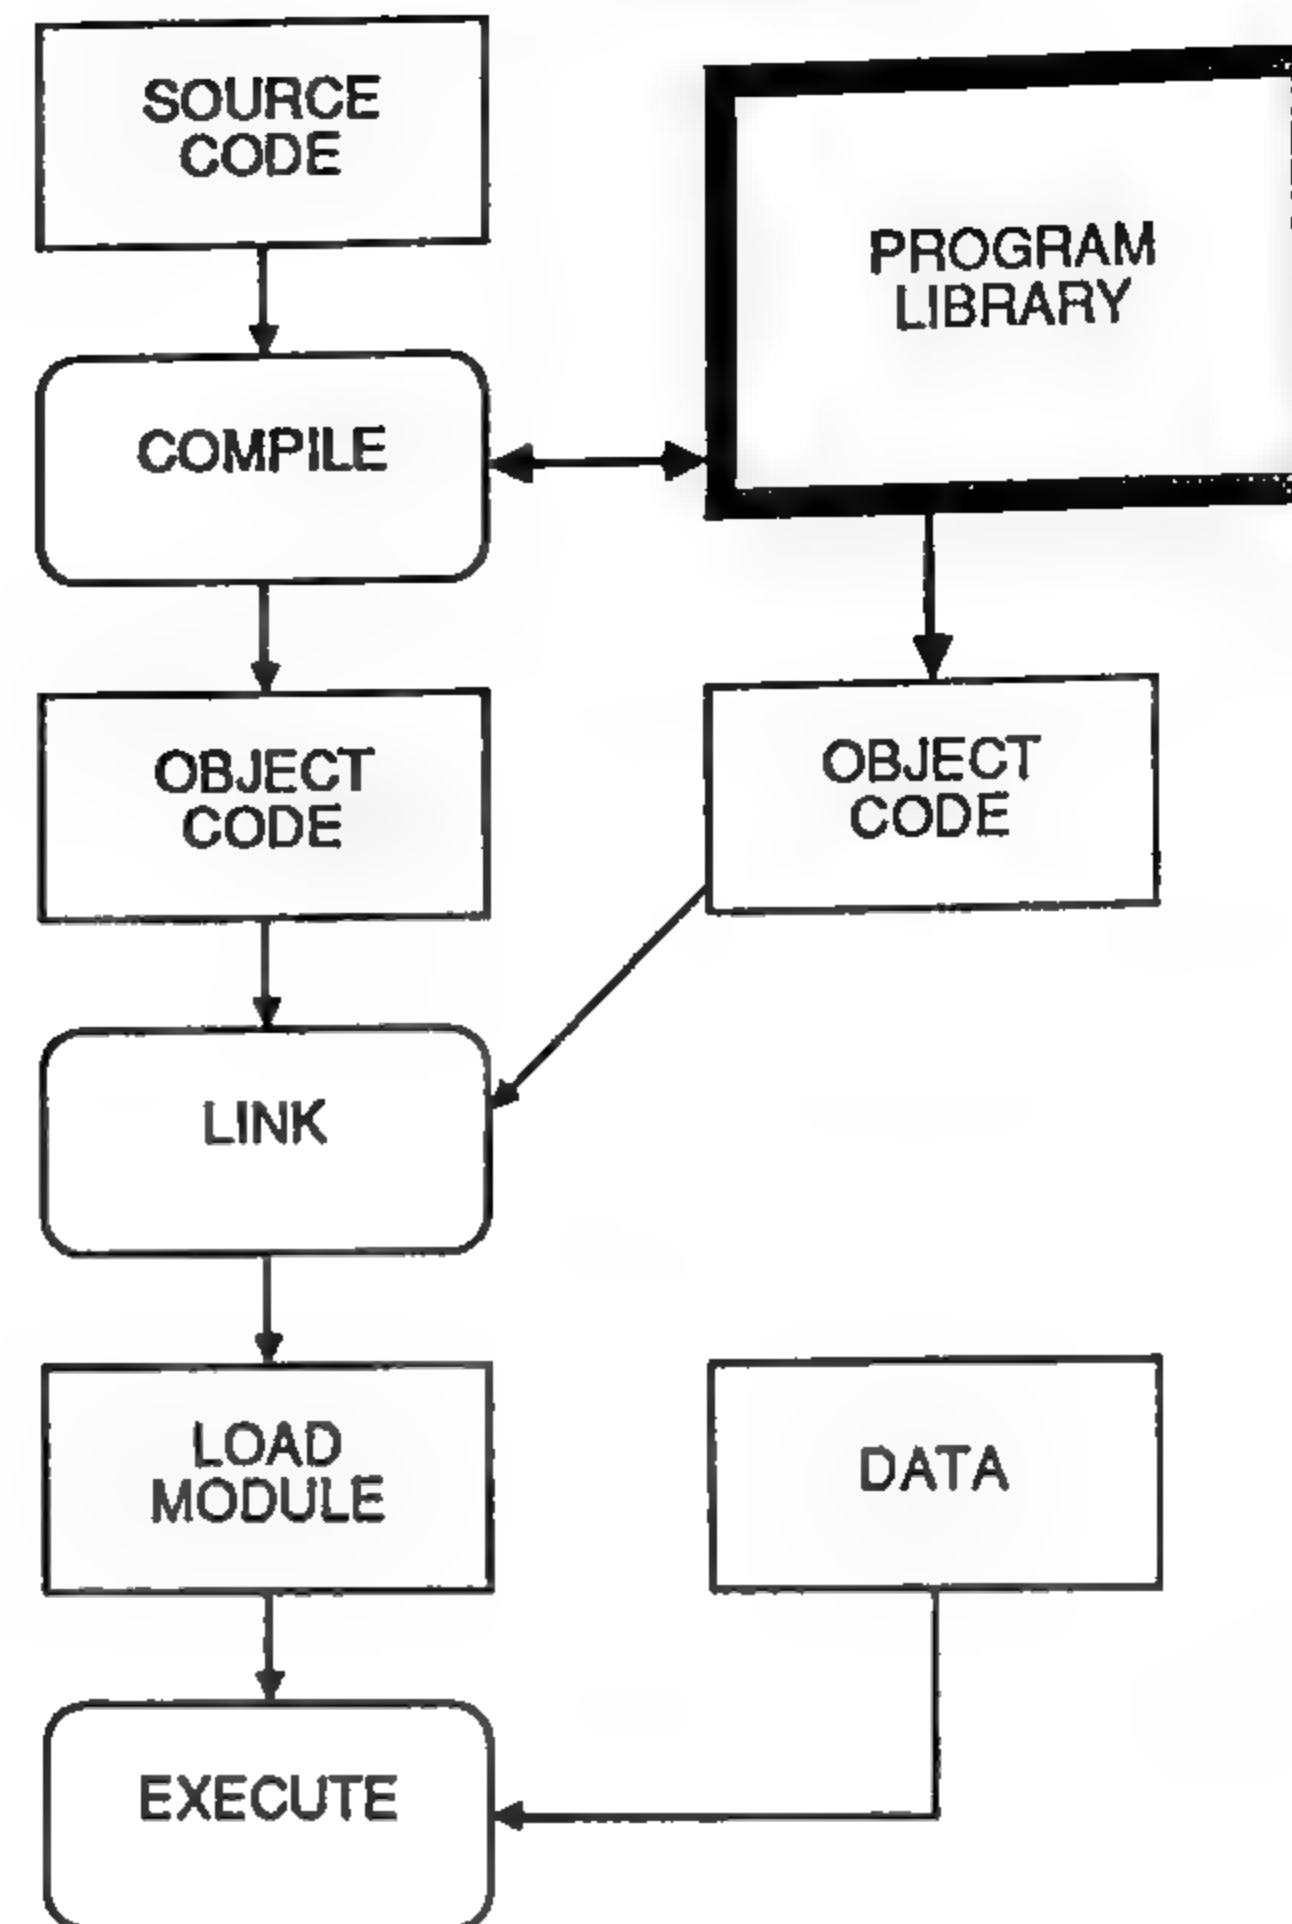 SOURCE
CODE
PROGRAM
LIBRARY
COMPILE
OBJECT
CODE
OBJECT
CODE
LINK
LOAD
MODULE
DATA
EXECUTE